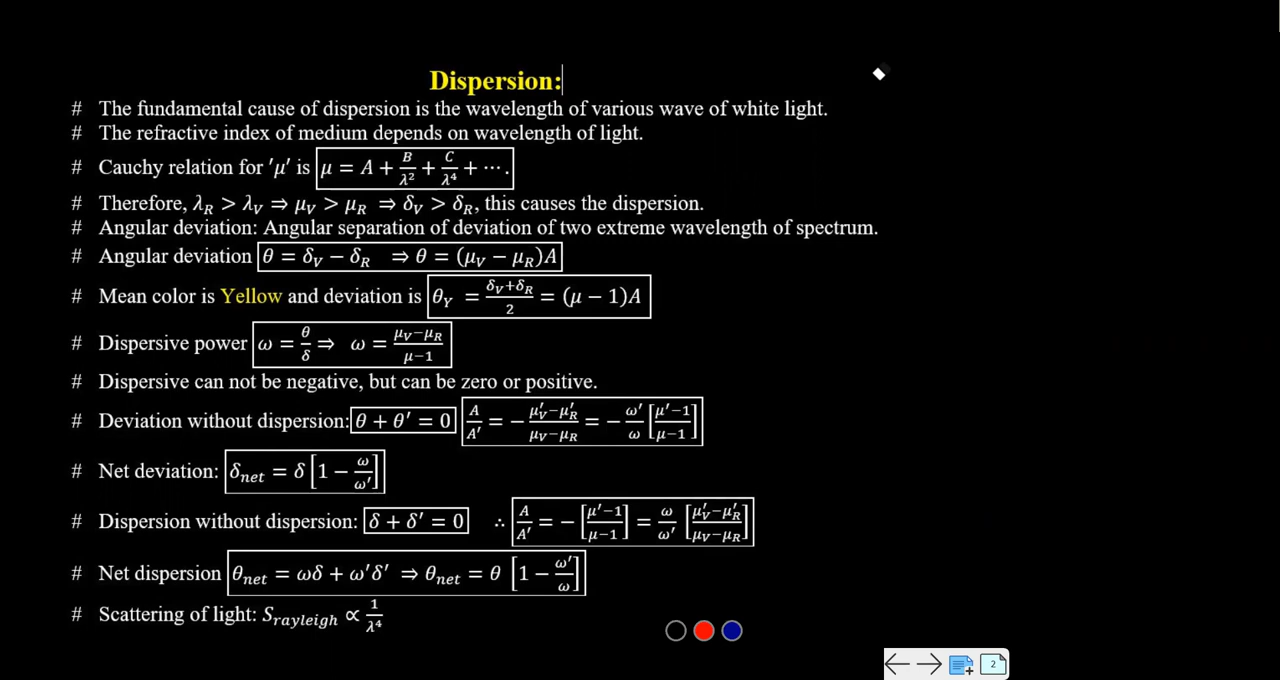 Dispersion:
# The fundamental cause of dispersion is the wavelength of various wave of white light.
# The refractive index of medium depends on wavelength of light.
# Cauchy relation for 'μ' is μ = A + B/λ² + C/λ⁴ + ⋯.
# Therefore, λ_R > λ_V ⇒ μ_V > μ_R ⇒ δ_V > δ_R, this causes the dispersion.
# Angular deviation: Angular separation of deviation of two extreme wavelength of spectrum.
# Angular deviation θ = δ_V − δ_R ⇒ θ = (μ_V − μ_R)A
# Mean color is Yellow and deviation is θ_Y = (δ_V+δ_R)/2 = (μ − 1)A
# Dispersive power ω = θ/δ ⇒ ω = (μ_V−μ_R)/(μ−1)
# Dispersive can not be negative, but can be zero or positive.
# Deviation without dispersion: θ + θ' = 0 A/A' = −(μ'_V−μ'_R)/(μ_V−μ_R) = −ω'/ω [(μ'−1)/(μ−1)]
# Net deviation: δ_net = δ [1 − ω/ω']
# Dispersion without dispersion: δ + δ' = 0 ∴ A/A' = −[(μ'−1)/(μ−1)] = ω/ω' [(μ'_V−μ'_R)/(μ_V−μ_R)]
# Net dispersion θ_net = ωδ + ω'δ' ⇒ θ_net = θ [1 − ω'/ω]
# Scattering of light: S_rayleigh ∝ 1/λ⁴
2